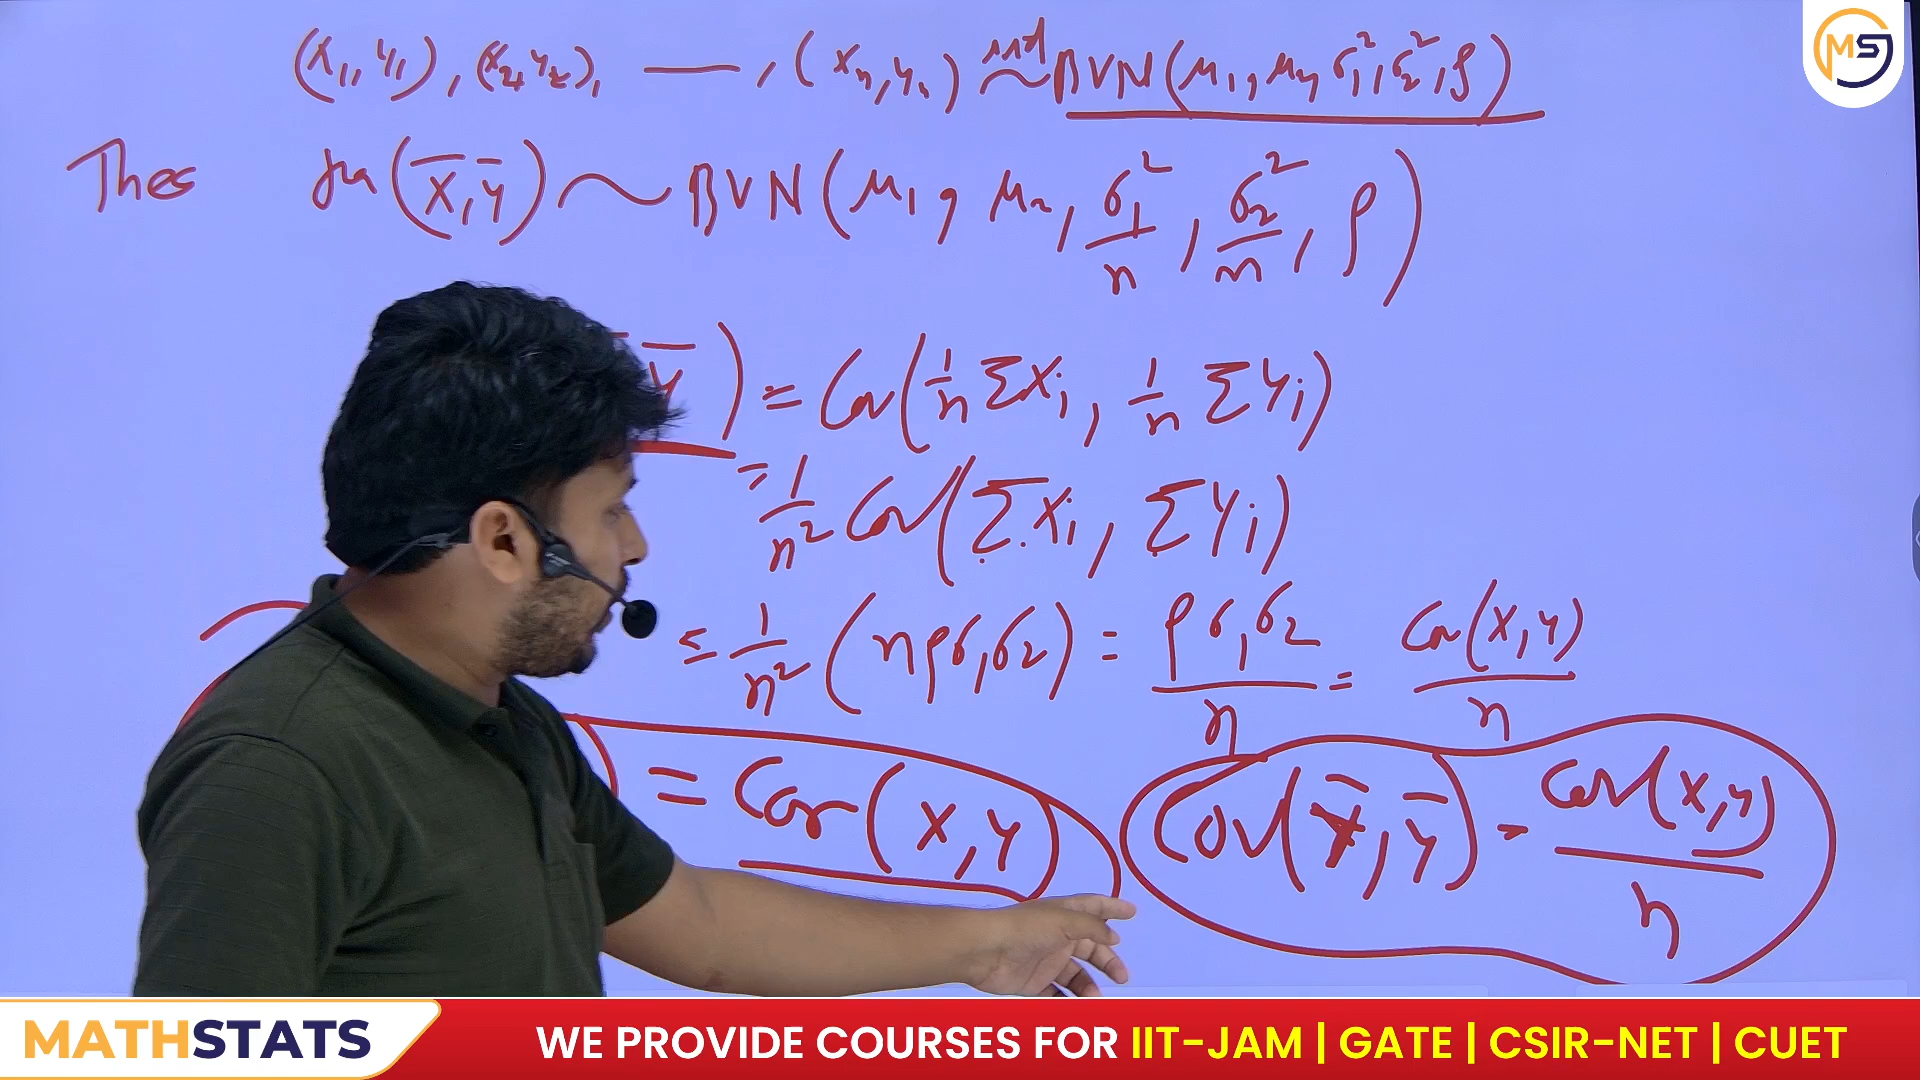 (X₁, Y₁), (X₂, Y₂), — , (Xₙ, Yₙ) ~ BVN(μ₁, μ₂, σ₁², σ₂², ρ)
MS
(X̄, Ȳ) ~ BVN(μ₁, μ₂, σ₁²/n, σ₂²/n, ρ)
Ȳ) = Cov(1/n ΣXi, 1/n ΣYi)
= 1/n² Cov(ΣXi, ΣYi)
= 1/n² (nρσ₁σ₂) = ρσ₁σ₂/n = Cov(X,Y)/n
) = Cor(X,Y)
Cov(X̄,Ȳ) = Cov(X,Y)/n
MATHSTATS
WE PROVIDE COURSES FOR IIT-JAM | GATE | CSIR-NET | CUET